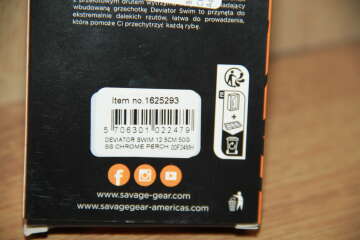 wbudowaną grzechotkę Deviator Swim to przynęta do
ekstremalnie dalekich rzutów, łatwa do prowadzenia,
która pomoże Ci przechytrzyć każdą rybę.
Item no.1625293
5 706301 022479
DEVIATOR SWIM 12.5CM 50G
SS CHROME PERCH
www.savage-gear.com
www.savagegear-americas.com